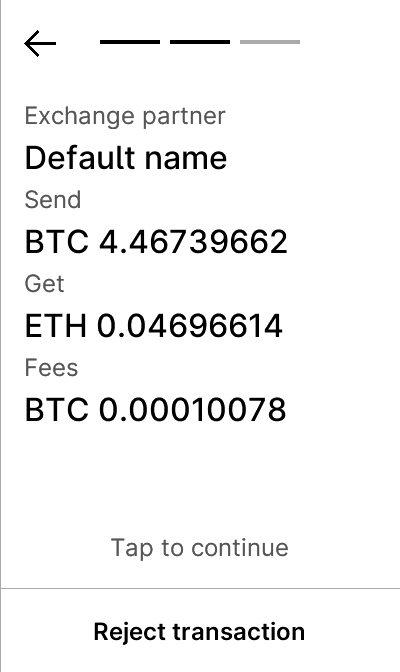 Exchange partner
Default name
Send
BTC 4.46739662
Get
ETH 0.04696614
Fees
BTC 0.00010078
Tap to continue
Reject transaction